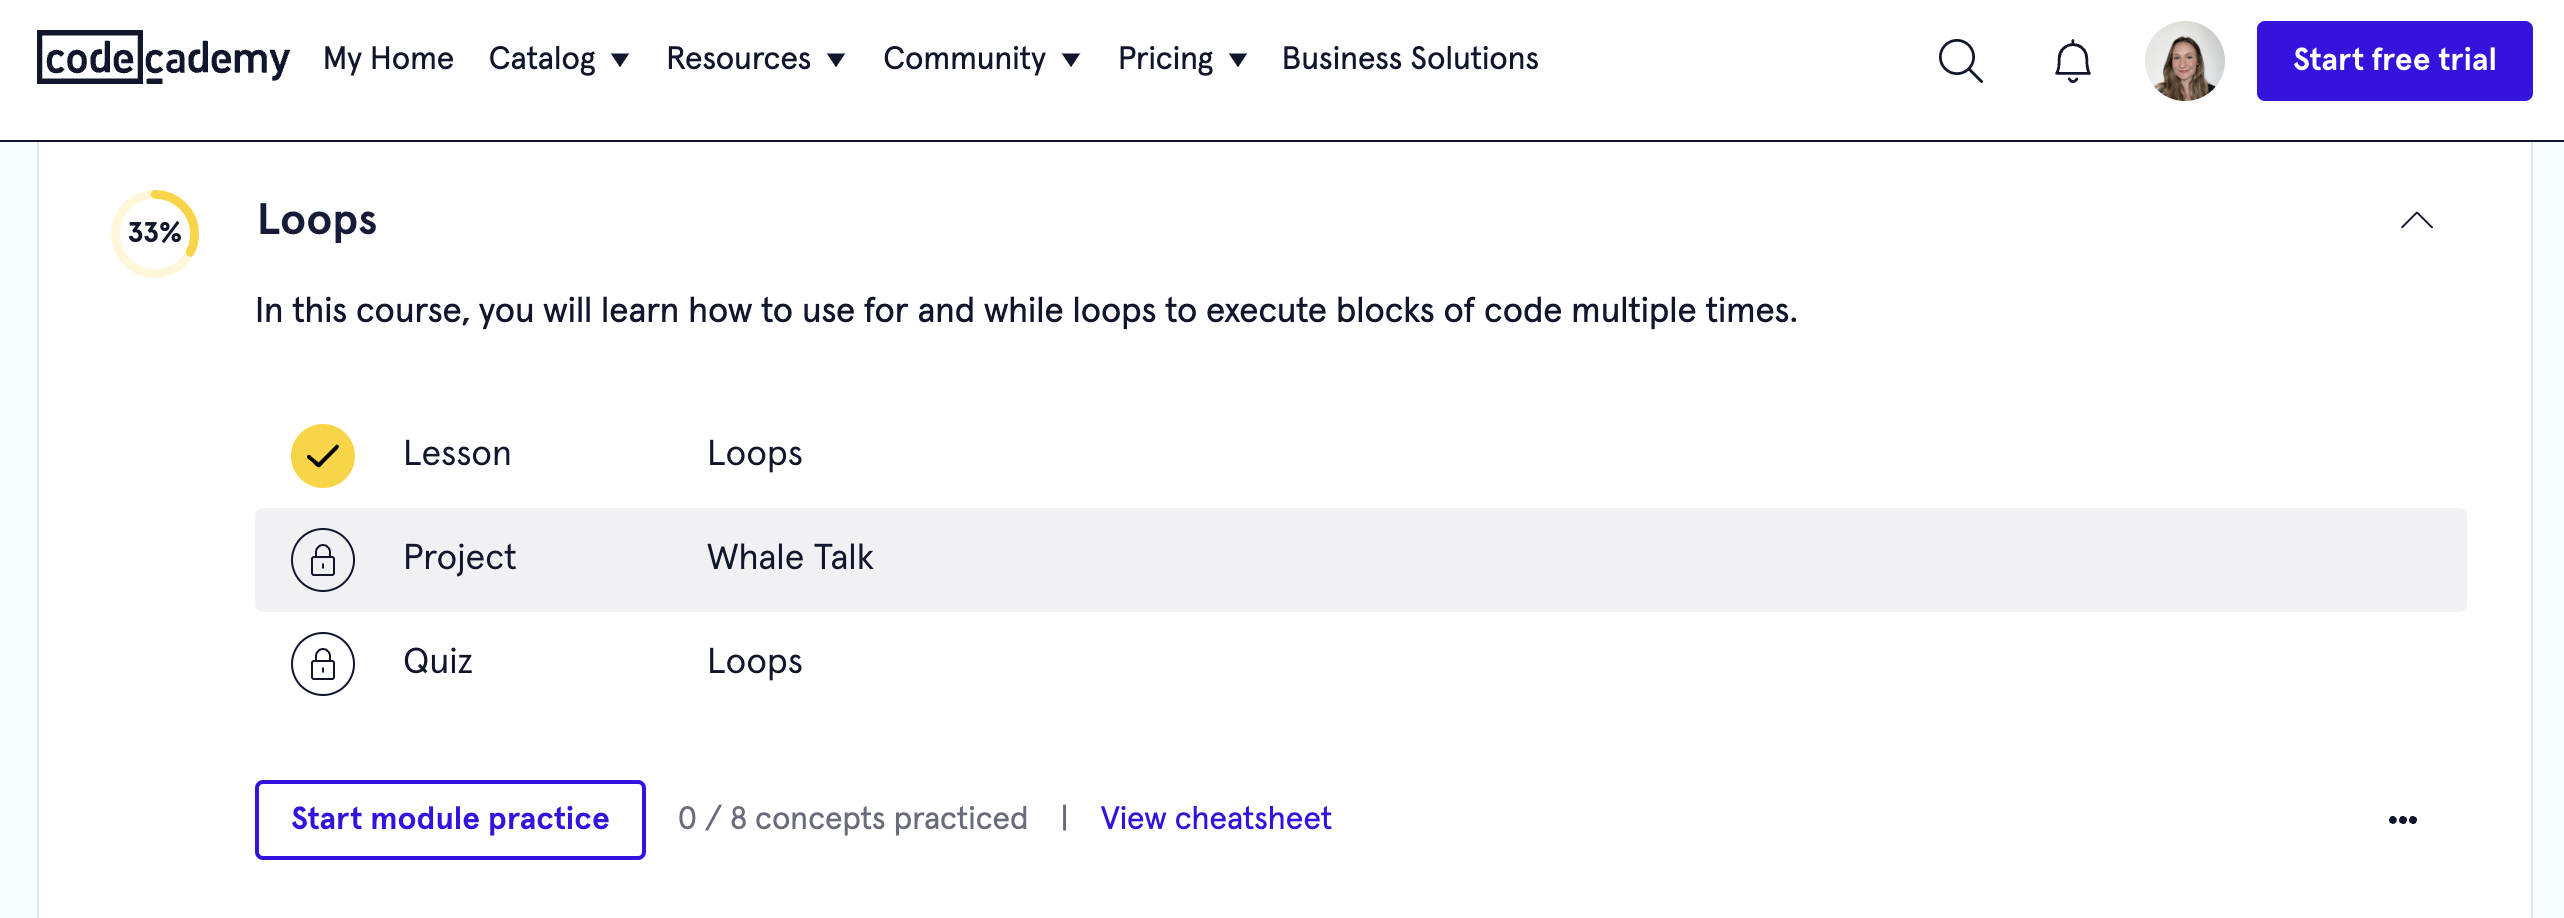 codecademy My Home Catalog Resources Community Pricing Business Solutions Start free trial
33% Loops
In this course, you will learn how to use for and while loops to execute blocks of code multiple times.
Lesson Loops
Project Whale Talk
Quiz Loops
Start module practice 0 / 8 concepts practiced | View cheatsheet